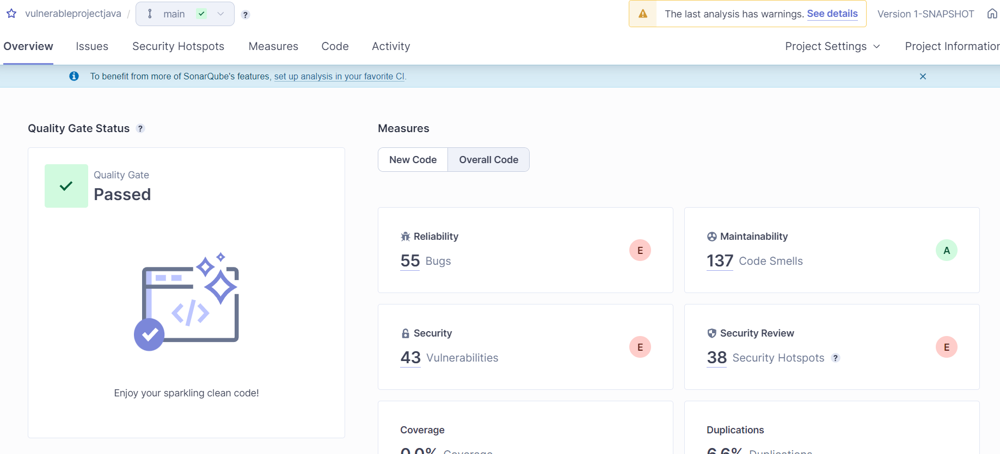 vulnerableprojectjava / main ?
The last analysis has warnings. See details
Version 1-SNAPSHOT
Overview Issues Security Hotspots Measures Code Activity
Project Settings Project Information
To benefit from more of SonarQube's features, set up analysis in your favorite CI.
Quality Gate Status ?
Quality Gate
Passed
Enjoy your sparkling clean code!
Measures
New Code Overall Code
Reliability
55 Bugs
E
Maintainability
137 Code Smells
A
Security
43 Vulnerabilities
E
Security Review
38 Security Hotspots ?
E
Coverage
0.0% Coverage
Duplications
6.6% Duplications